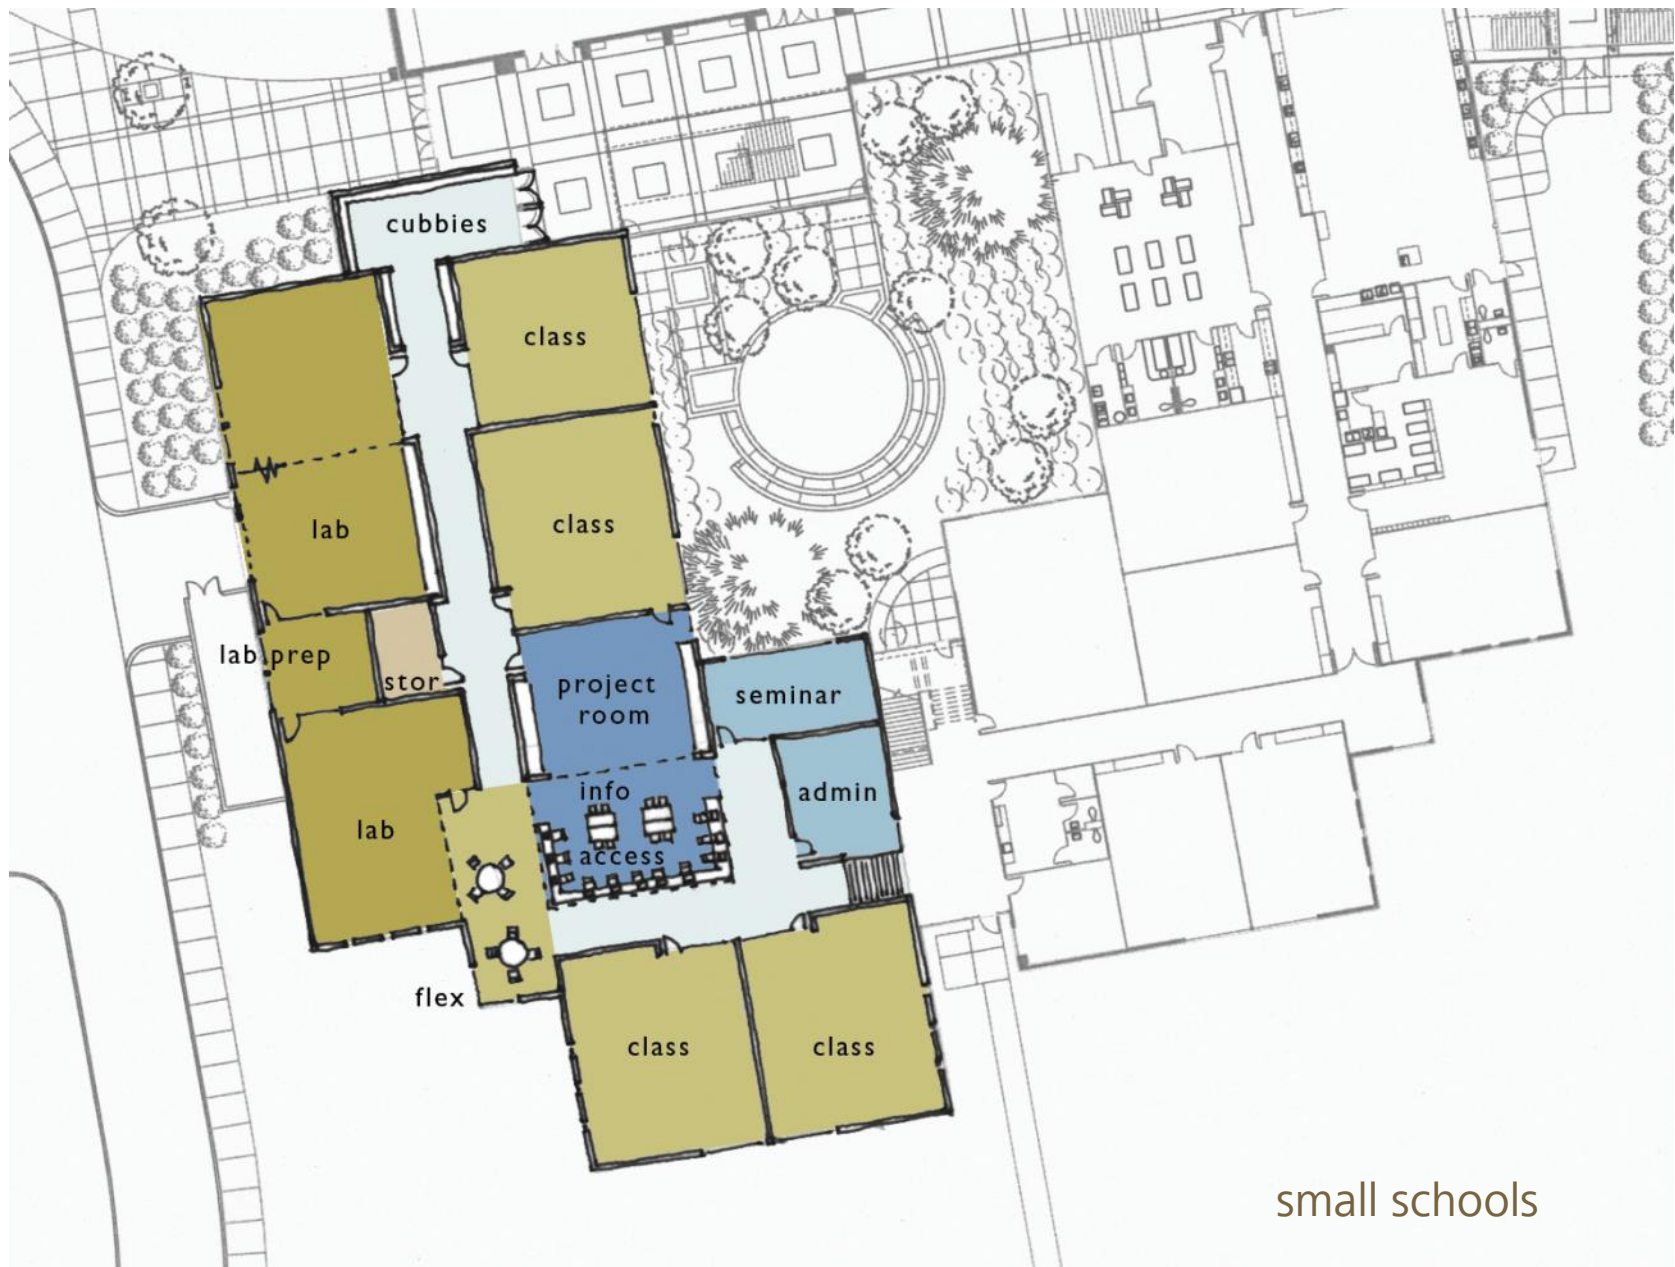 cubbies
class
class
lab
lab prep
stor
project
room
seminar
info
admin
lab
access
flex
class
class
small schools